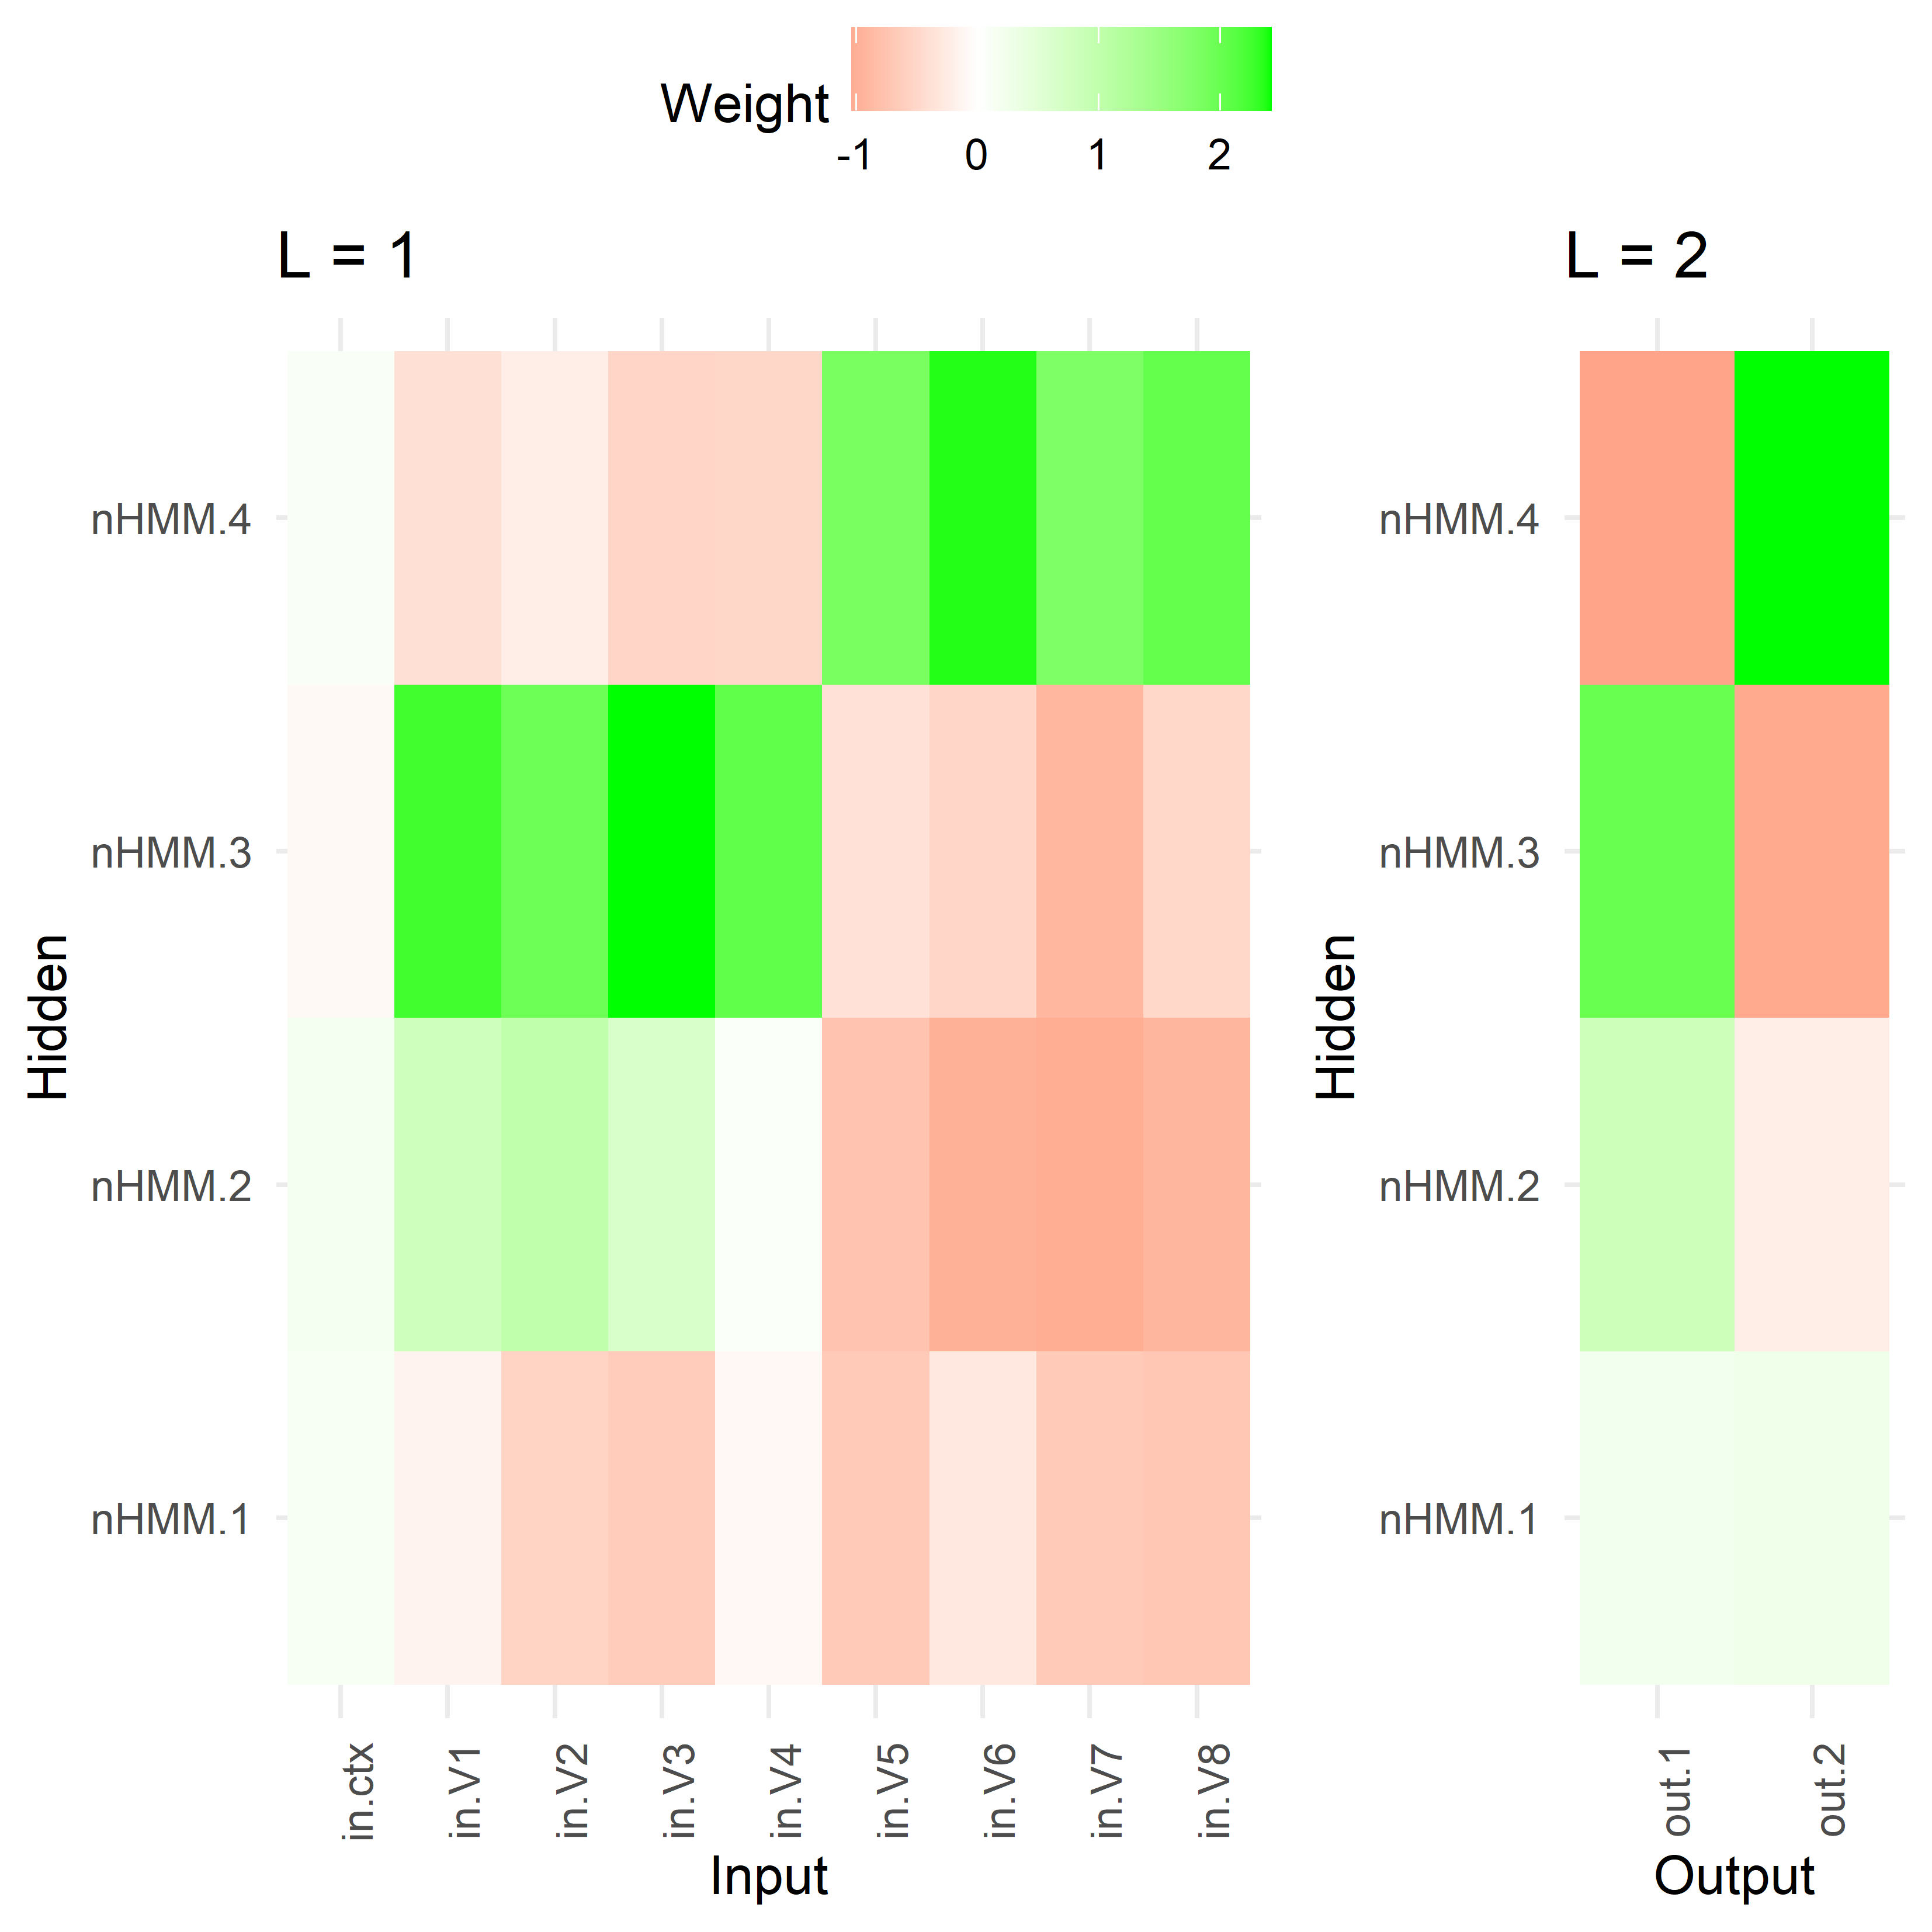 Weight
-1 0 1 2
L = 1
L = 2
nHMM.4
nHMM.3
nHMM.2
nHMM.1
Hidden
in.ctx
in.V1
in.V2
in.V3
in.V4
in.V5
in.V6
in.V7
in.V8
Input
nHMM.4
nHMM.3
nHMM.2
nHMM.1
Hidden
out.1
out.2
Output